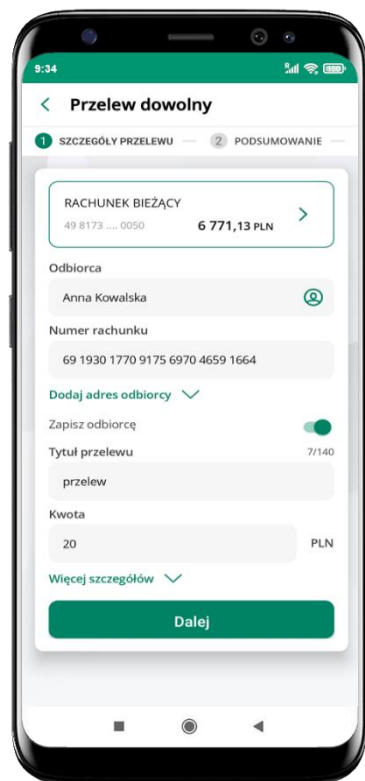 9:34
Przelew dowolny
1 SZCZEGÓŁY PRZELEWU 2 PODSUMOWANIE
RACHUNEK BIEŻĄCY
49 8173 .... 0050 6 771,13 PLN
Odbiorca
Anna Kowalska
Numer rachunku
69 1930 1770 9175 6970 4659 1664
Dodaj adres odbiorcy
Zapisz odbiorcę
Tytuł przelewu 7/140
przelew
Kwota
20 PLN
Więcej szczegółów
Dalej